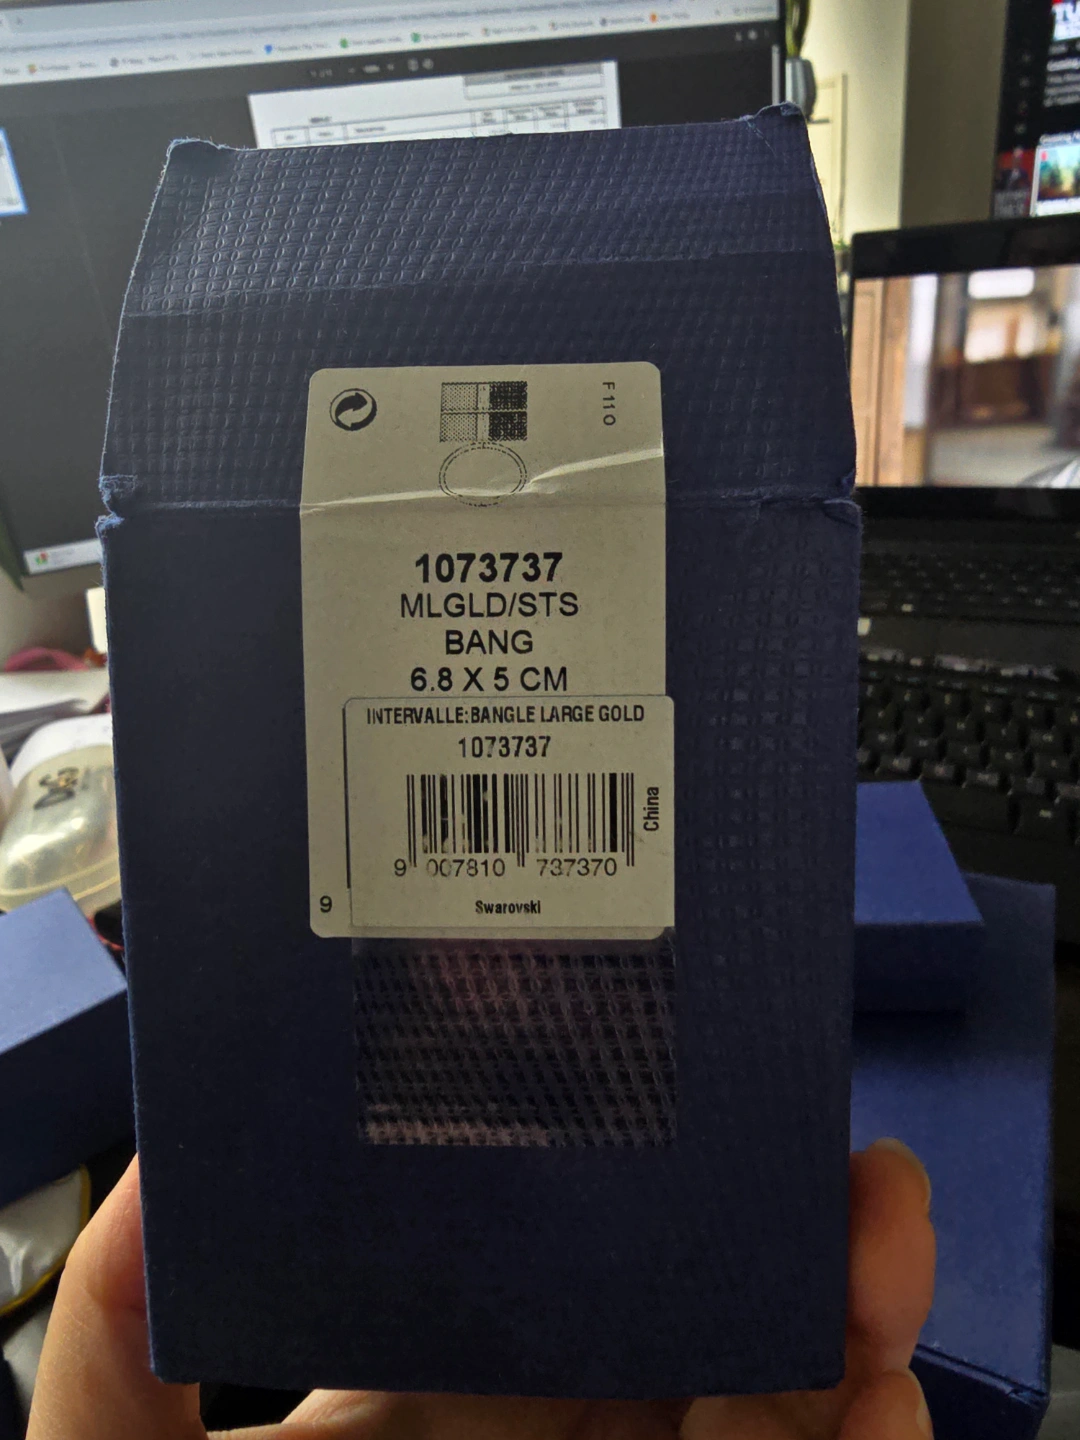 F 11 O
1073737
MLGLD/STS
BANG
6.8 X 5 CM
INTERVALLE:BANGLE LARGE GOLD
1073737
China
9 007810 737370
9
Swarovski